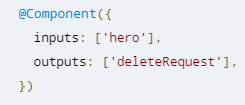 @Component({
  inputs: ['hero'],
  outputs: ['deleteRequest'],
})